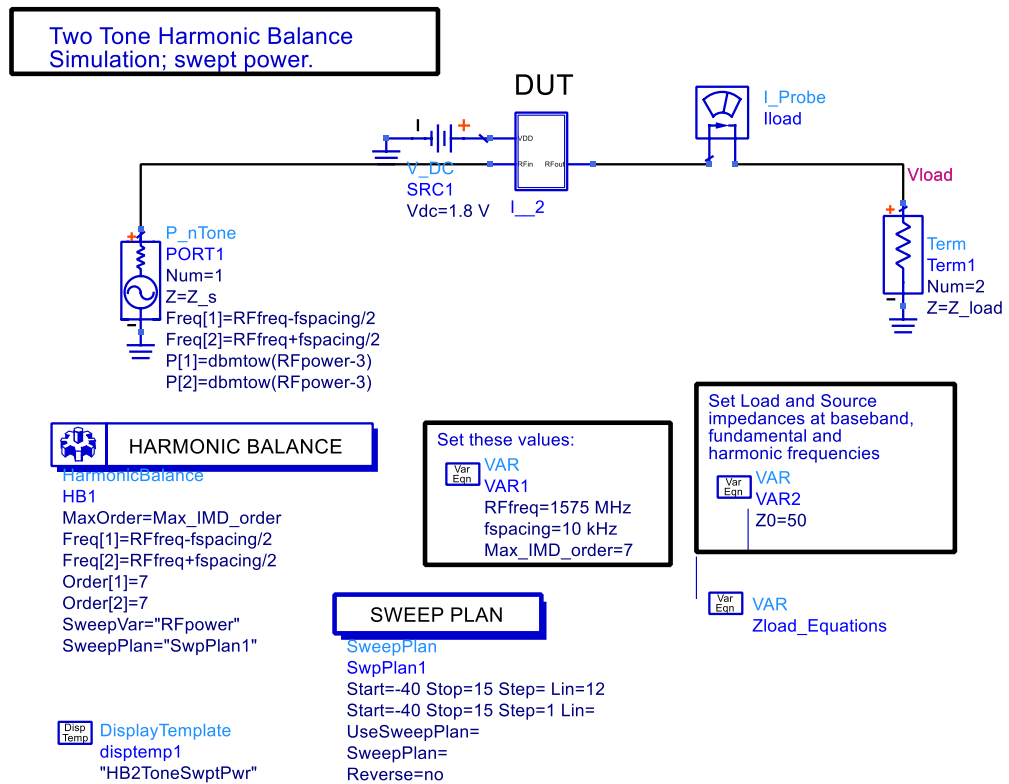 Two Tone Harmonic Balance
Simulation; swept power.
DUT
I_Probe
Iload
VDD
RFin
RFout
V_DC
SRC1
Vdc=1.8 V
I__2
Vload
P_nTone
PORT1
Num=1
Z=Z_s
Freq[1]=RFfreq-fspacing/2
Freq[2]=RFfreq+fspacing/2
P[1]=dbmtow(RFpower-3)
P[2]=dbmtow(RFpower-3)
Term
Term1
Num=2
Z=Z_load
HARMONIC BALANCE
HarmonicBalance
HB1
MaxOrder=Max_IMD_order
Freq[1]=RFfreq-fspacing/2
Freq[2]=RFfreq+fspacing/2
Order[1]=7
Order[2]=7
SweepVar="RFpower"
SweepPlan="SwpPlan1"
Set these values:
Var
Eqn
VAR
VAR1
RFfreq=1575 MHz
fspacing=10 kHz
Max_IMD_order=7
Set Load and Source
impedances at baseband,
fundamental and
harmonic frequencies
Var
Eqn
VAR
VAR2
Z0=50
Var
Eqn
VAR
Zload_Equations
SWEEP PLAN
SweepPlan
SwpPlan1
Start=-40 Stop=15 Step= Lin=12
Start=-40 Stop=15 Step=1 Lin=
UseSweepPlan=
SweepPlan=
Reverse=no
Disp
Temp
DisplayTemplate
disptemp1
"HB2ToneSwptPwr"